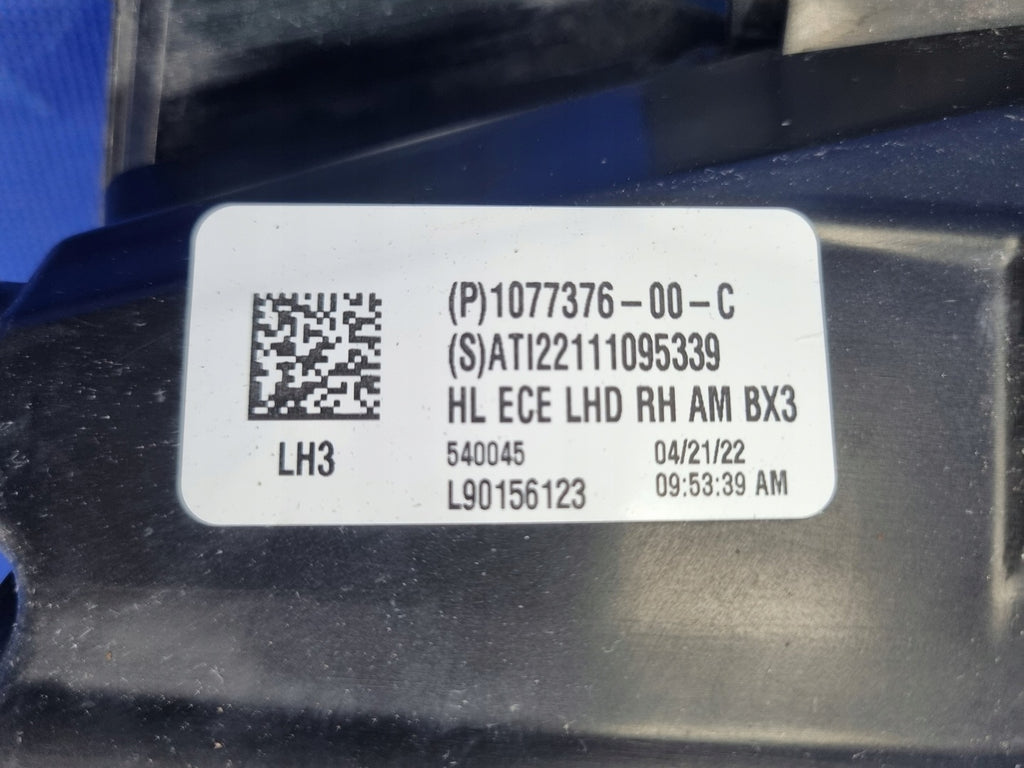 (P)1077376-00-C
(S)ATI22111095339
HL ECE LHD RH AM BX3
LH3
540045 04/21/22
L90156123 09:53:39 AM